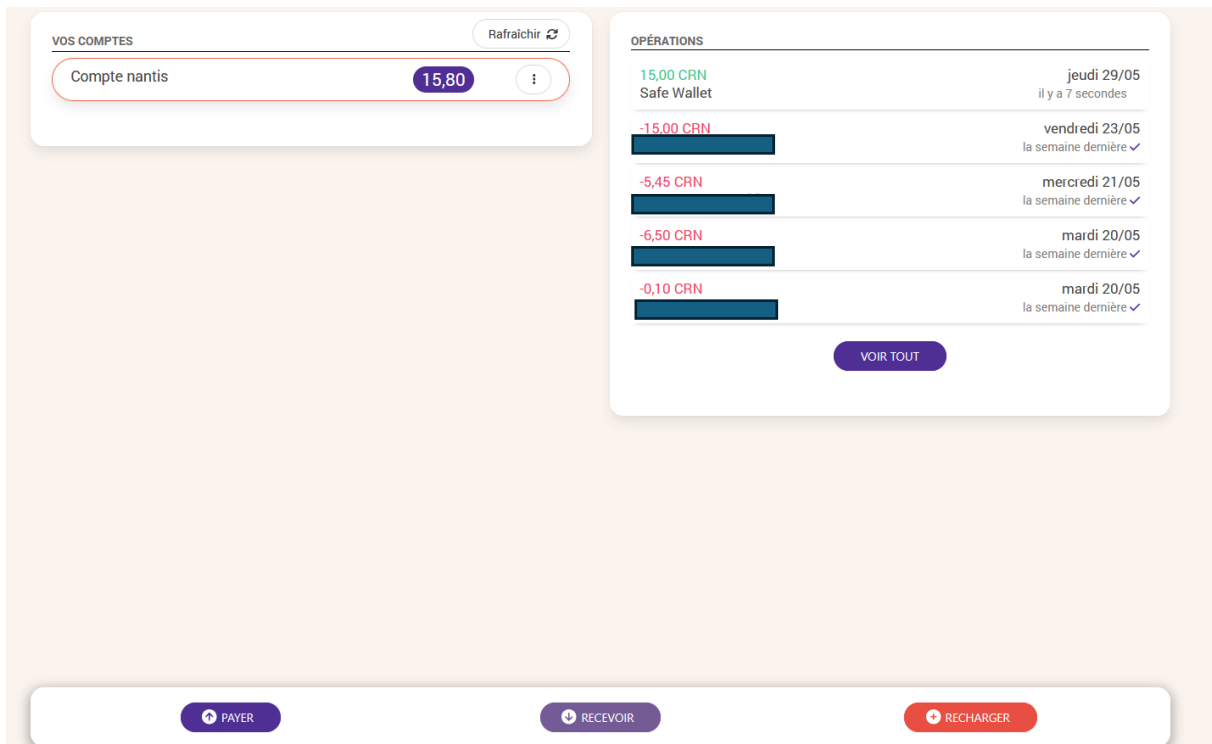 VOS COMPTES
Rafraîchir
Compte nantis
15,80
OPÉRATIONS
15,00 CRN
jeudi 29/05
Safe Wallet
il y a 7 secondes
-15,00 CRN
vendredi 23/05
la semaine dernière
-5,45 CRN
mercredi 21/05
la semaine dernière
-6,50 CRN
mardi 20/05
la semaine dernière
-0,10 CRN
mardi 20/05
la semaine dernière
VOIR TOUT
PAYER
RECEVOIR
RECHARGER